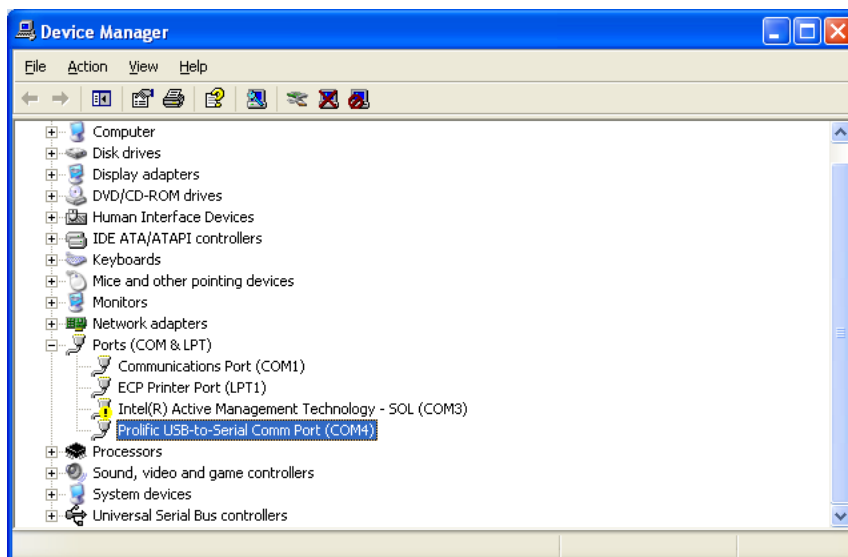 Device Manager
File Action View Help
Computer
Disk drives
Display adapters
DVD/CD-ROM drives
Human Interface Devices
IDE ATA/ATAPI controllers
Keyboards
Mice and other pointing devices
Monitors
Network adapters
Ports (COM & LPT)
Communications Port (COM1)
ECP Printer Port (LPT1)
Intel(R) Active Management Technology - SOL (COM3)
Prolific USB-to-Serial Comm Port (COM4)
Processors
Sound, video and game controllers
System devices
Universal Serial Bus controllers